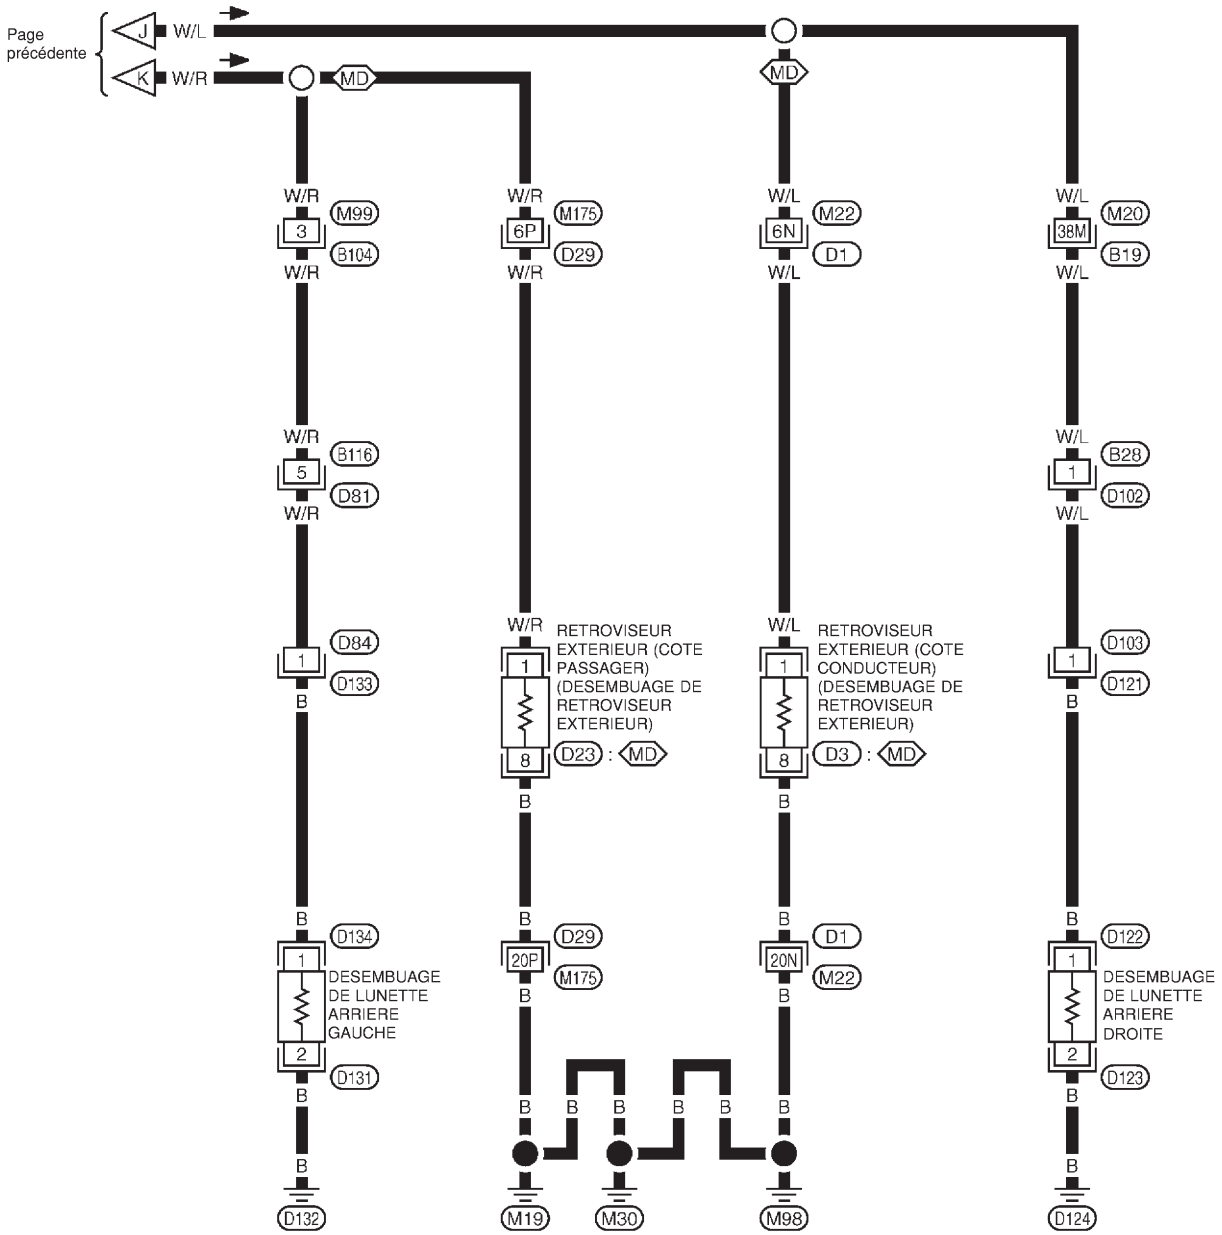 Page
précédente
J W/L
K W/R
MD
MD
W/R W/R W/L W/L
3 M99 6P M175 6N M22 38M M20
B104 D29 D1 B19
W/R W/R W/L W/L
W/R W/L
5 B116 1 B28
D81 D102
W/R W/L
D84 D103
1 1
D133 D121
B B
W/R W/L
1 1
RETROVISEUR
EXTERIEUR (COTE
PASSAGER)
(DESEMBUAGE DE
RETROVISEUR
EXTERIEUR)
8 D23 : MD
RETROVISEUR
EXTERIEUR (COTE
CONDUCTEUR)
(DESEMBUAGE DE
RETROVISEUR
EXTERIEUR)
8 D3 : MD
B B
B B B B
D134 D29 D1 D122
1 20P 20N 1
M175 M22
B B
DESEMBUAGE
DE LUNETTE
ARRIERE
GAUCHE
DESEMBUAGE
DE LUNETTE
ARRIERE
DROITE
2 2
D131 D123
B B
B B B B B B
B B
D132 M19 M30 M98 D124